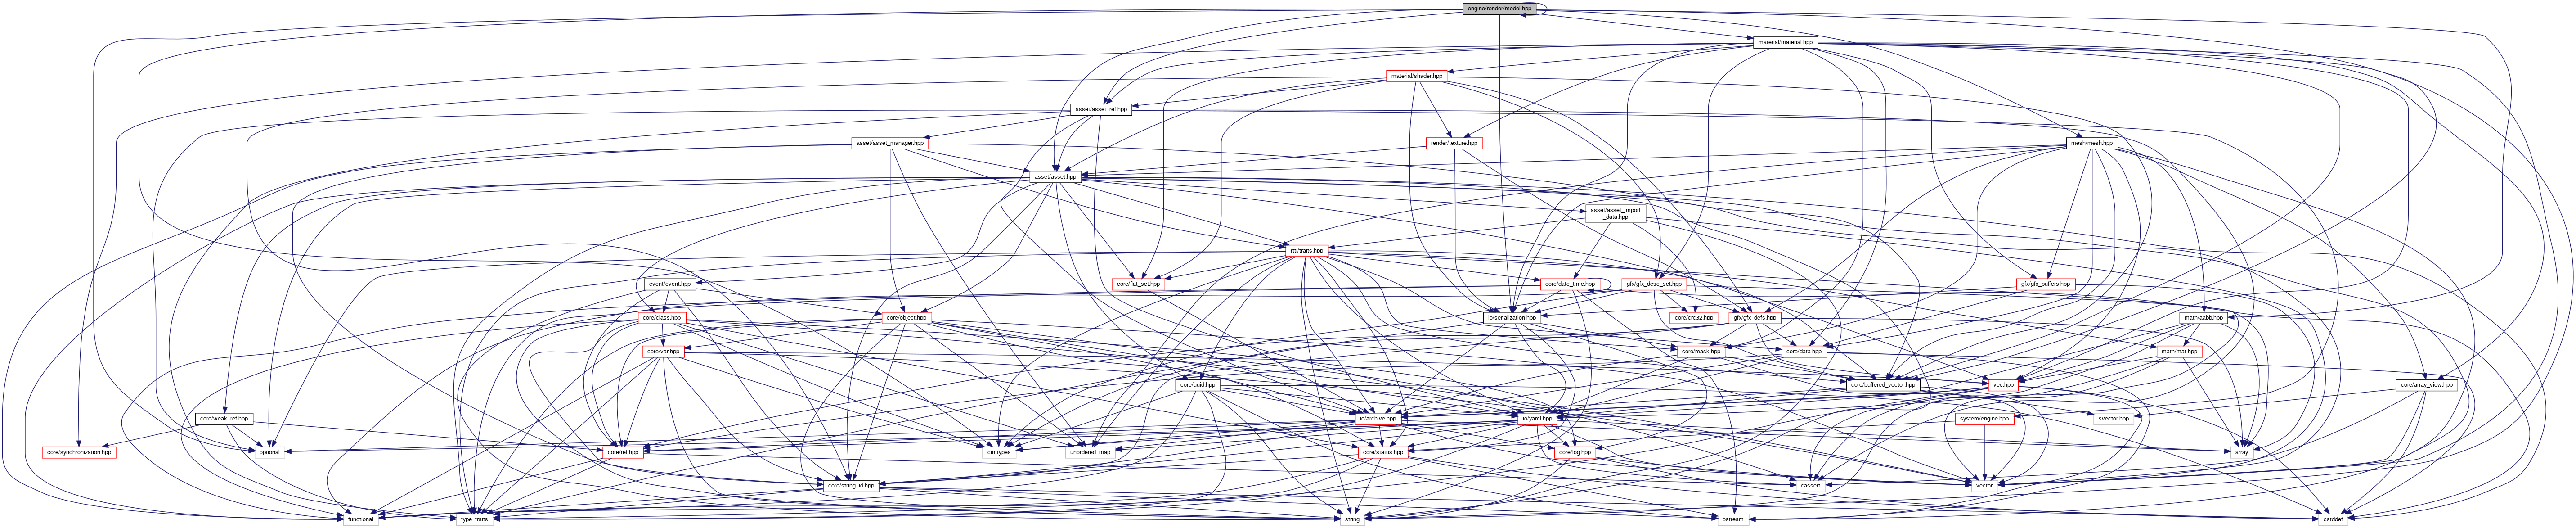 engine/render/model.hpp
material/material.hpp
material/shader.hpp
asset/asset_ref.hpp
asset/asset_manager.hpp
render/texture.hpp
mesh/mesh.hpp
asset/asset.hpp
asset/asset_import
_data.hpp
rtti/traits.hpp
event/event.hpp
core/flat_set.hpp
core/date_time.hpp
gfx/gfx_desc_set.hpp
gfx/gfx_buffers.hpp
core/class.hpp
core/object.hpp
io/serialization.hpp
core/crc32.hpp
gfx/gfx_defs.hpp
math/aabb.hpp
core/var.hpp
core/mask.hpp
core/data.hpp
math/mat.hpp
core/uuid.hpp
core/buffered_vector.hpp
vec.hpp
core/array_view.hpp
core/weak_ref.hpp
io/archive.hpp
io/yaml.hpp
svector.hpp
system/engine.hpp
core/synchronization.hpp
optional
core/ref.hpp
cinttypes
unordered_map
core/status.hpp
core/log.hpp
array
core/string_id.hpp
cassert
vector
functional
type_traits
string
ostream
cstddef